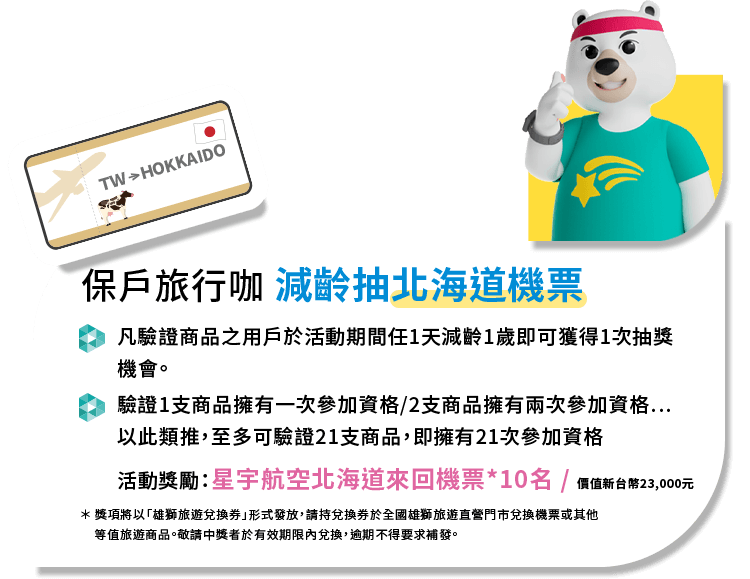 TW➔HOKKAIDO
保戶旅行咖 減齡抽北海道機票
凡驗證商品之用戶於活動期間任1天減齡1歲即可獲得1次抽獎
機會。
驗證1支商品擁有一次參加資格/2支商品擁有兩次參加資格...
以此類推，至多可驗證21支商品，即擁有21次參加資格
活動獎勵：星宇航空北海道來回機票*10名 / 價值新台幣23,000元
＊獎項將以「雄獅旅遊兌換券」形式發放，請持兌換券於全國雄獅旅遊直營門市兌換機票或其他
等值旅遊商品。敬請中獎者於有效期限內兌換，逾期不得要求補發。